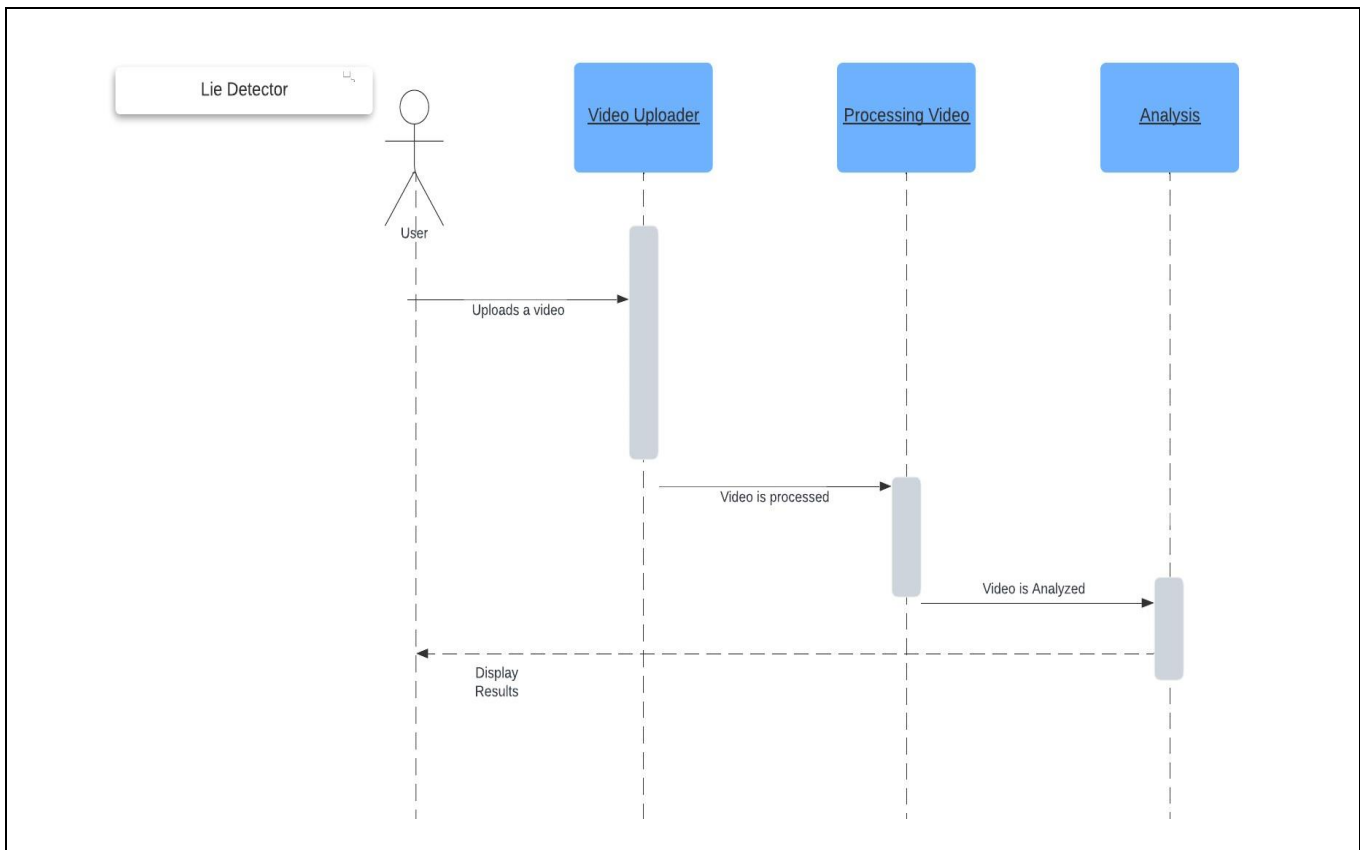 Lie Detector
Video Uploader
Processing Video
Analysis
User
Uploads a video
Video is processed
Video is Analyzed
Display
Results